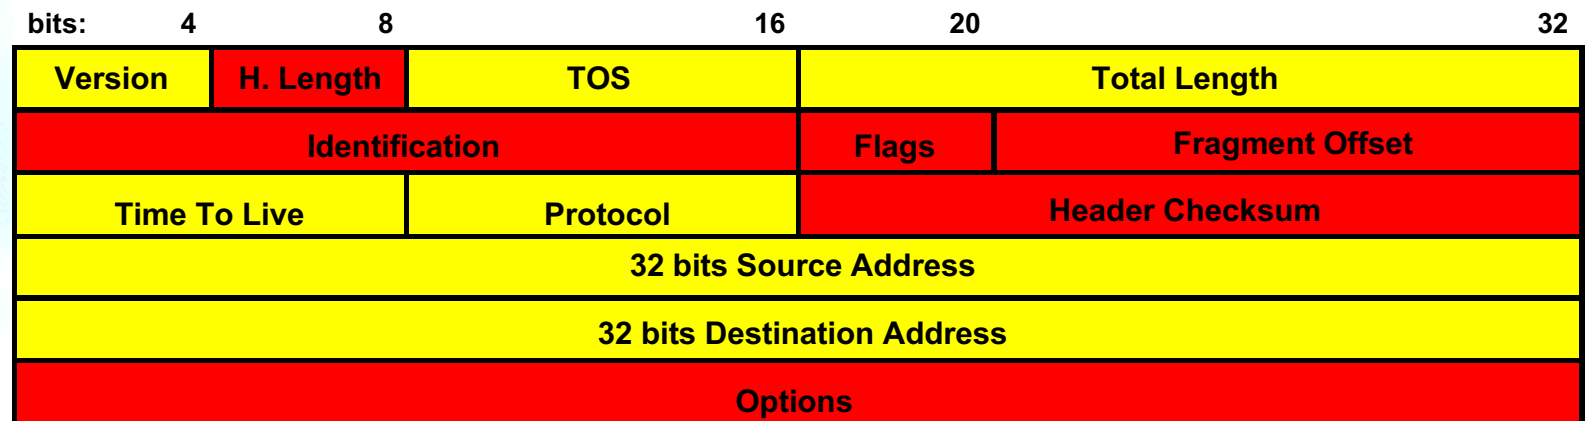 bits: 4 8 16 20 32
Version H. Length TOS Total Length
Identification Flags Fragment Offset
Time To Live Protocol Header Checksum
32 bits Source Address
32 bits Destination Address
Options